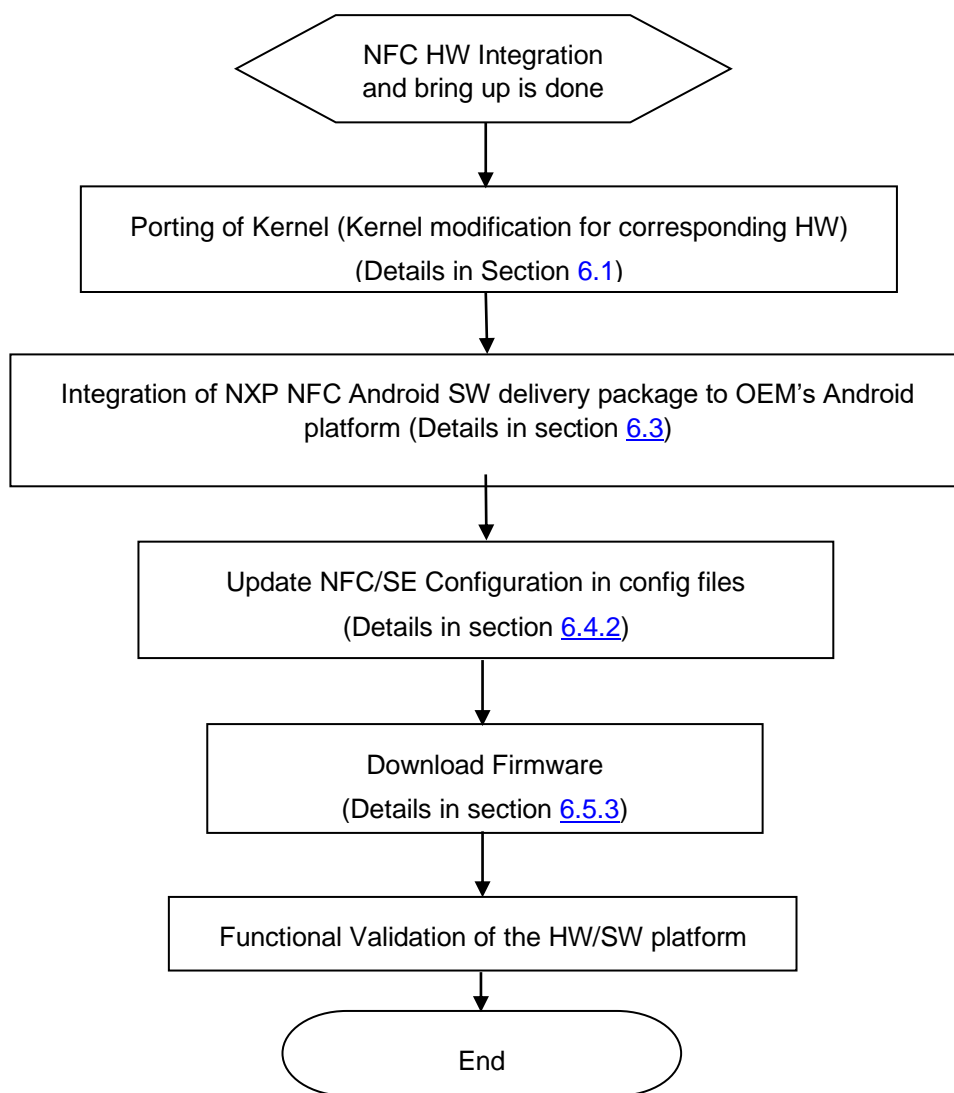 NFC HW Integration
and bring up is done
Porting of Kernel (Kernel modification for corresponding HW)
(Details in Section 6.1)
Integration of NXP NFC Android SW delivery package to OEM’s Android
platform (Details in section 6.3)
Update NFC/SE Configuration in config files
(Details in section 6.4.2)
Download Firmware
(Details in section 6.5.3)
Functional Validation of the HW/SW platform
End